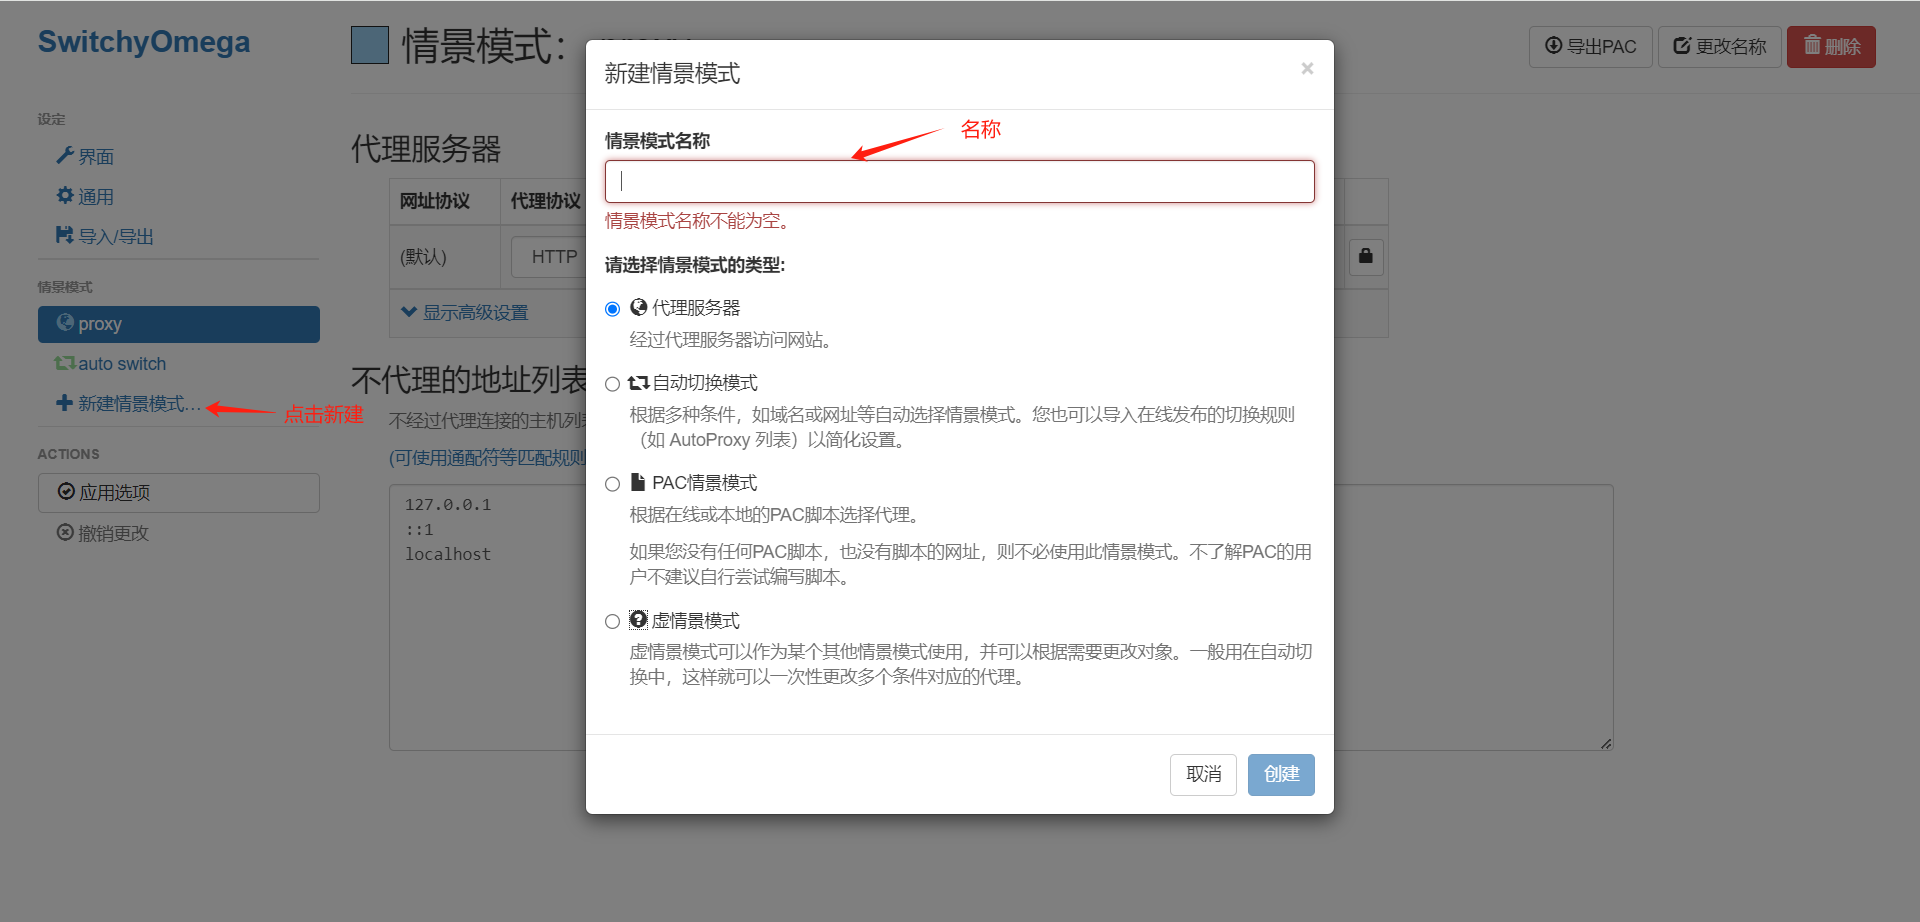 SwitchyOmega
设定
界面
通用
导入/导出
情景模式
proxy
auto switch
新建情景模式...
点击新建
ACTIONS
应用选项
撤销更改
情景模式：
导出PAC
更改名称
删除
代理服务器
网址协议
代理协议
(默认)
HTTP
显示高级设置
不代理的地址列表
不经过代理连接的主机列表
(可使用通配符等匹配规则
127.0.0.1
::1
localhost
新建情景模式
×
情景模式名称
名称
情景模式名称不能为空。
请选择情景模式的类型:
代理服务器
经过代理服务器访问网站。
自动切换模式
根据多种条件，如域名或网址等自动选择情景模式。您也可以导入在线发布的切换规则
（如 AutoProxy 列表）以简化设置。
PAC情景模式
根据在线或本地的PAC脚本选择代理。
如果您没有任何PAC脚本，也没有脚本的网址，则不必使用此情景模式。不了解PAC的用
户不建议自行尝试编写脚本。
虚情景模式
虚情景模式可以作为某个其他情景模式使用，并可以根据需要更改对象。一般用在自动切
换中，这样就可以一次性更改多个条件对应的代理。
取消
创建